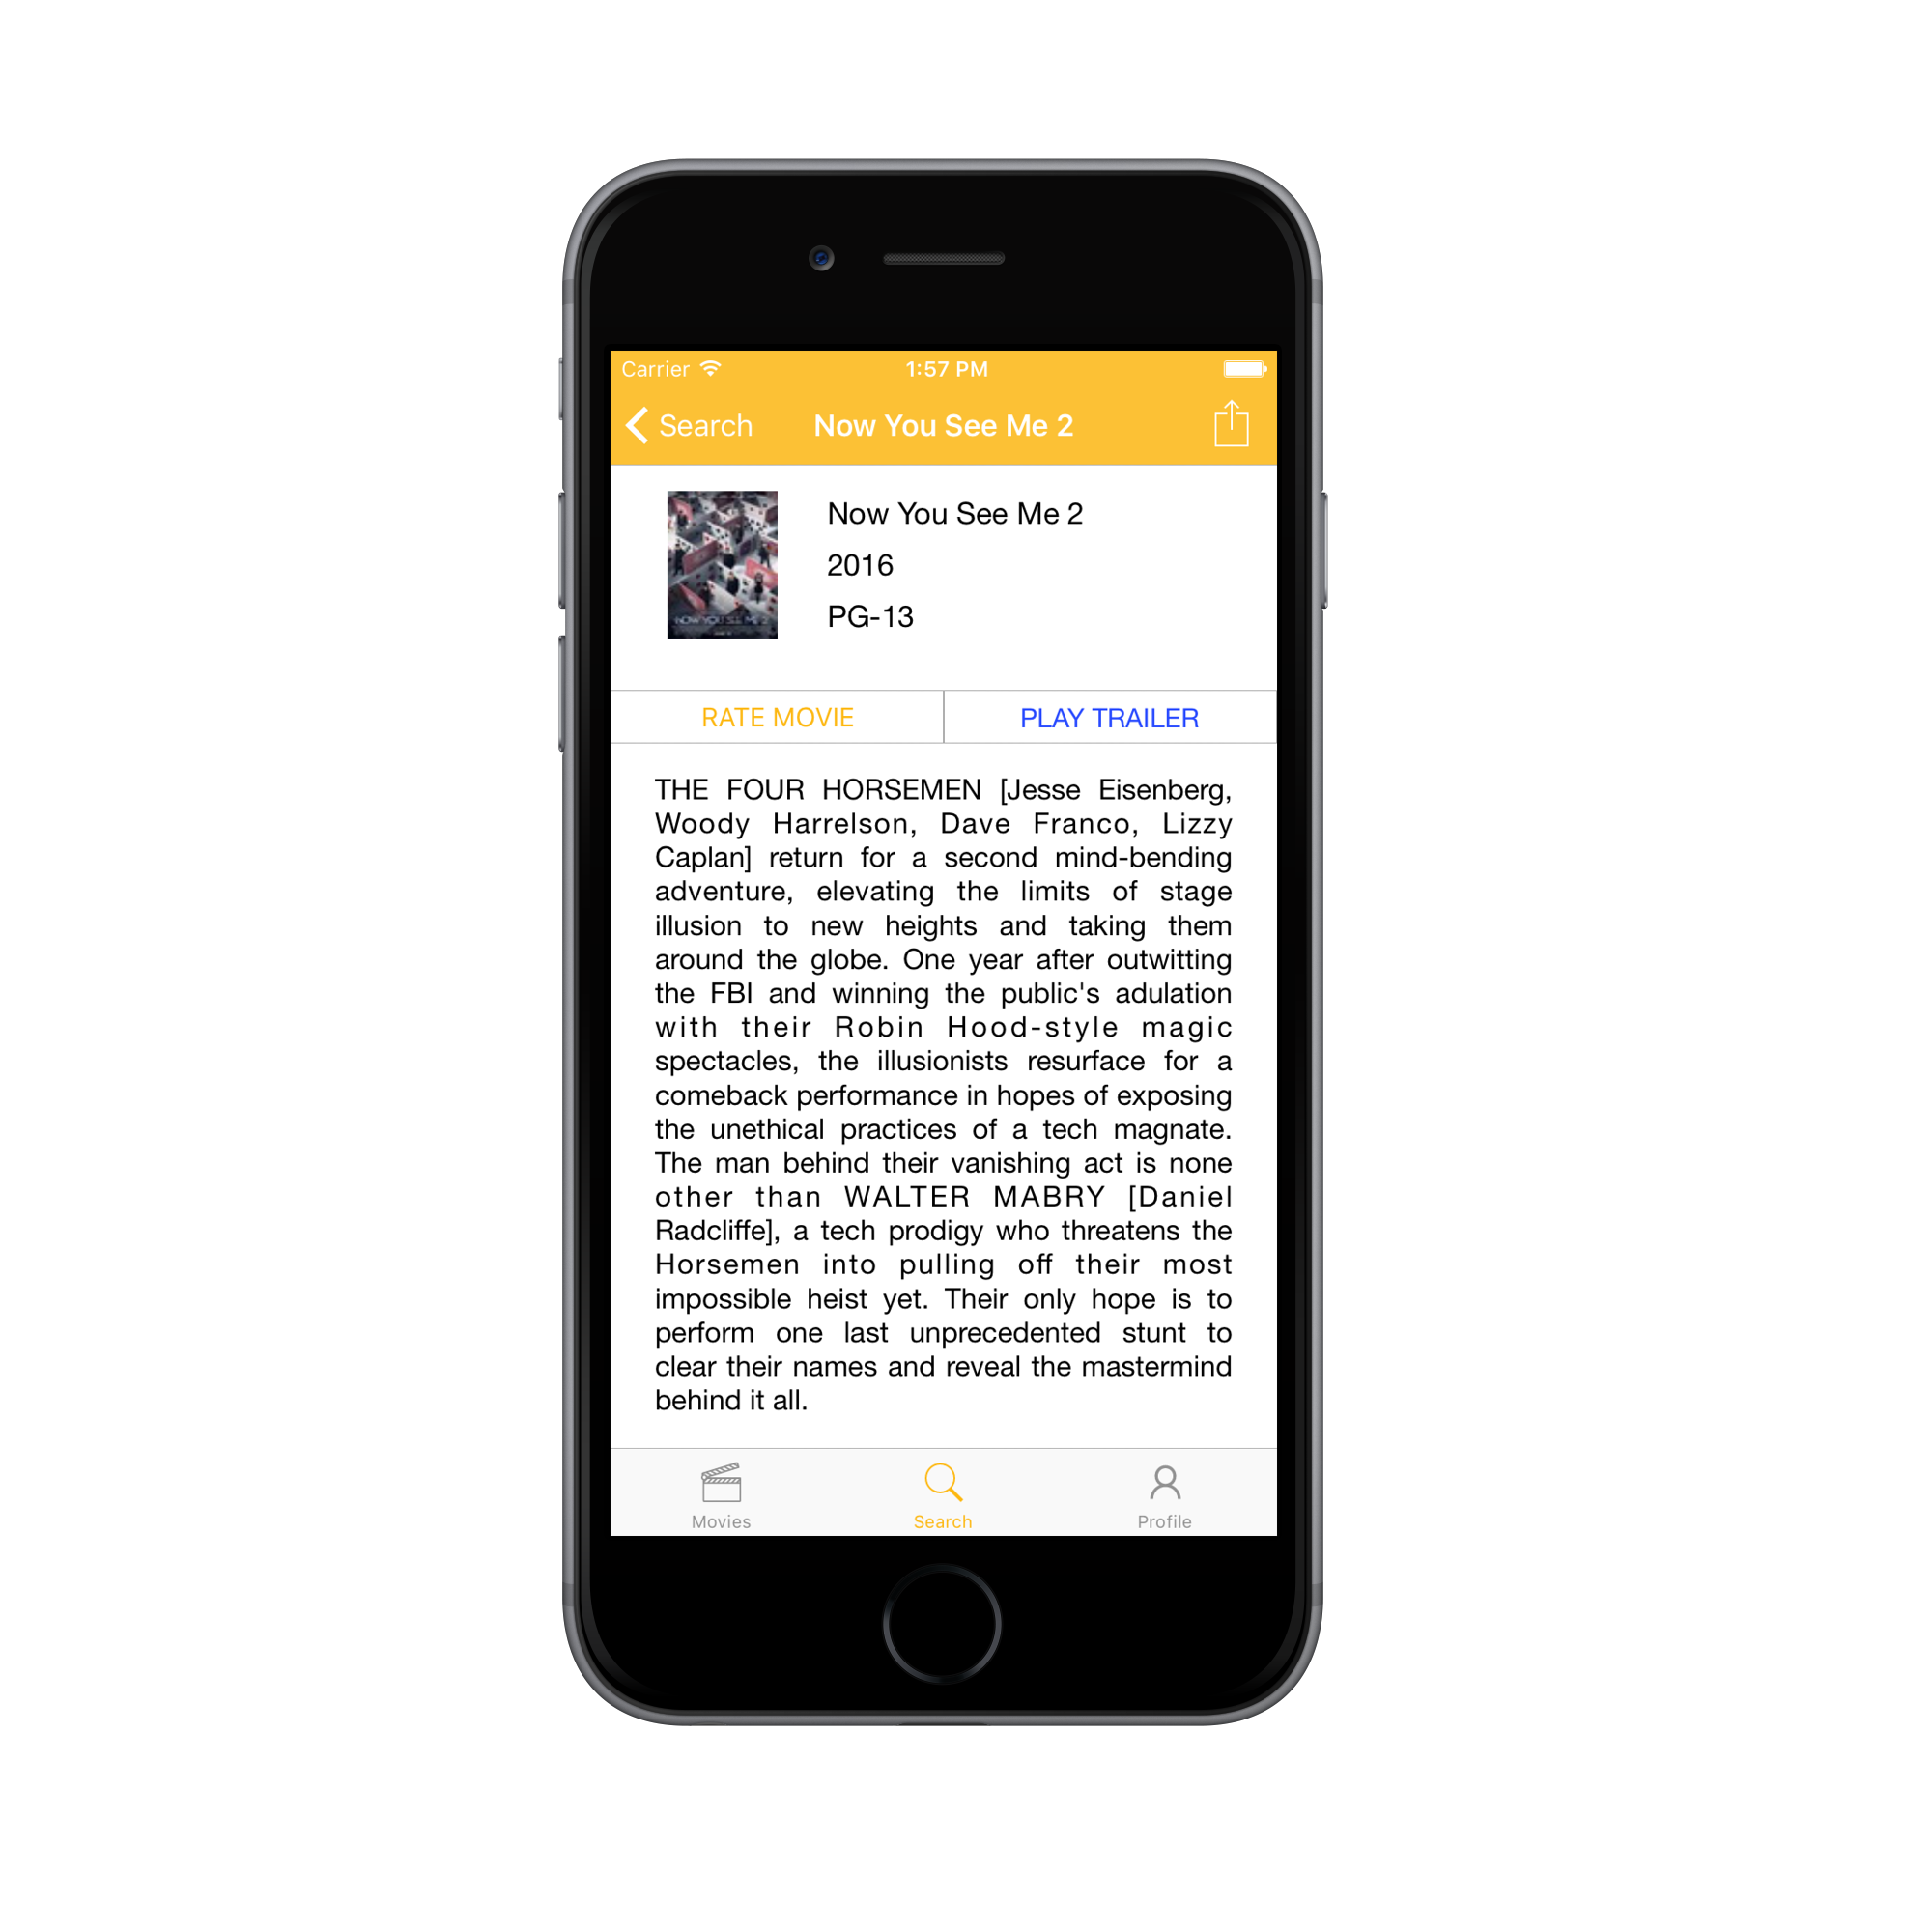 Carrier 1:57 PM
Search Now You See Me 2
Now You See Me 2
2016
PG-13
NOW YOU SEE ME 2
RATE MOVIE PLAY TRAILER
THE FOUR HORSEMEN [Jesse Eisenberg,
Woody Harrelson, Dave Franco, Lizzy
Caplan] return for a second mind-bending
adventure, elevating the limits of stage
illusion to new heights and taking them
around the globe. One year after outwitting
the FBI and winning the public's adulation
with their Robin Hood-style magic
spectacles, the illusionists resurface for a
comeback performance in hopes of exposing
the unethical practices of a tech magnate.
The man behind their vanishing act is none
other than WALTER MABRY [Daniel
Radcliffe], a tech prodigy who threatens the
Horsemen into pulling off their most
impossible heist yet. Their only hope is to
perform one last unprecedented stunt to
clear their names and reveal the mastermind
behind it all.
Movies Search Profile